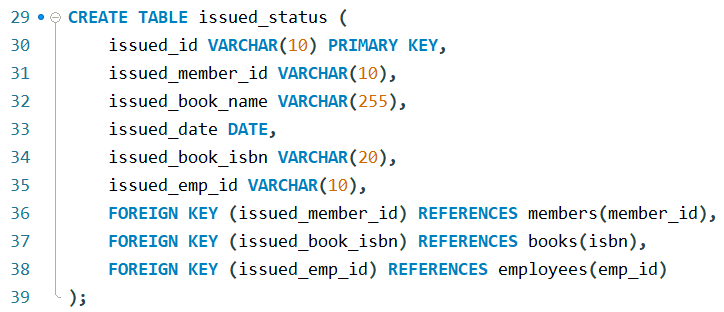 29 CREATE TABLE issued_status (
30 issued_id VARCHAR(10) PRIMARY KEY,
31 issued_member_id VARCHAR(10),
32 issued_book_name VARCHAR(255),
33 issued_date DATE,
34 issued_book_isbn VARCHAR(20),
35 issued_emp_id VARCHAR(10),
36 FOREIGN KEY (issued_member_id) REFERENCES members(member_id),
37 FOREIGN KEY (issued_book_isbn) REFERENCES books(isbn),
38 FOREIGN KEY (issued_emp_id) REFERENCES employees(emp_id)
39 );